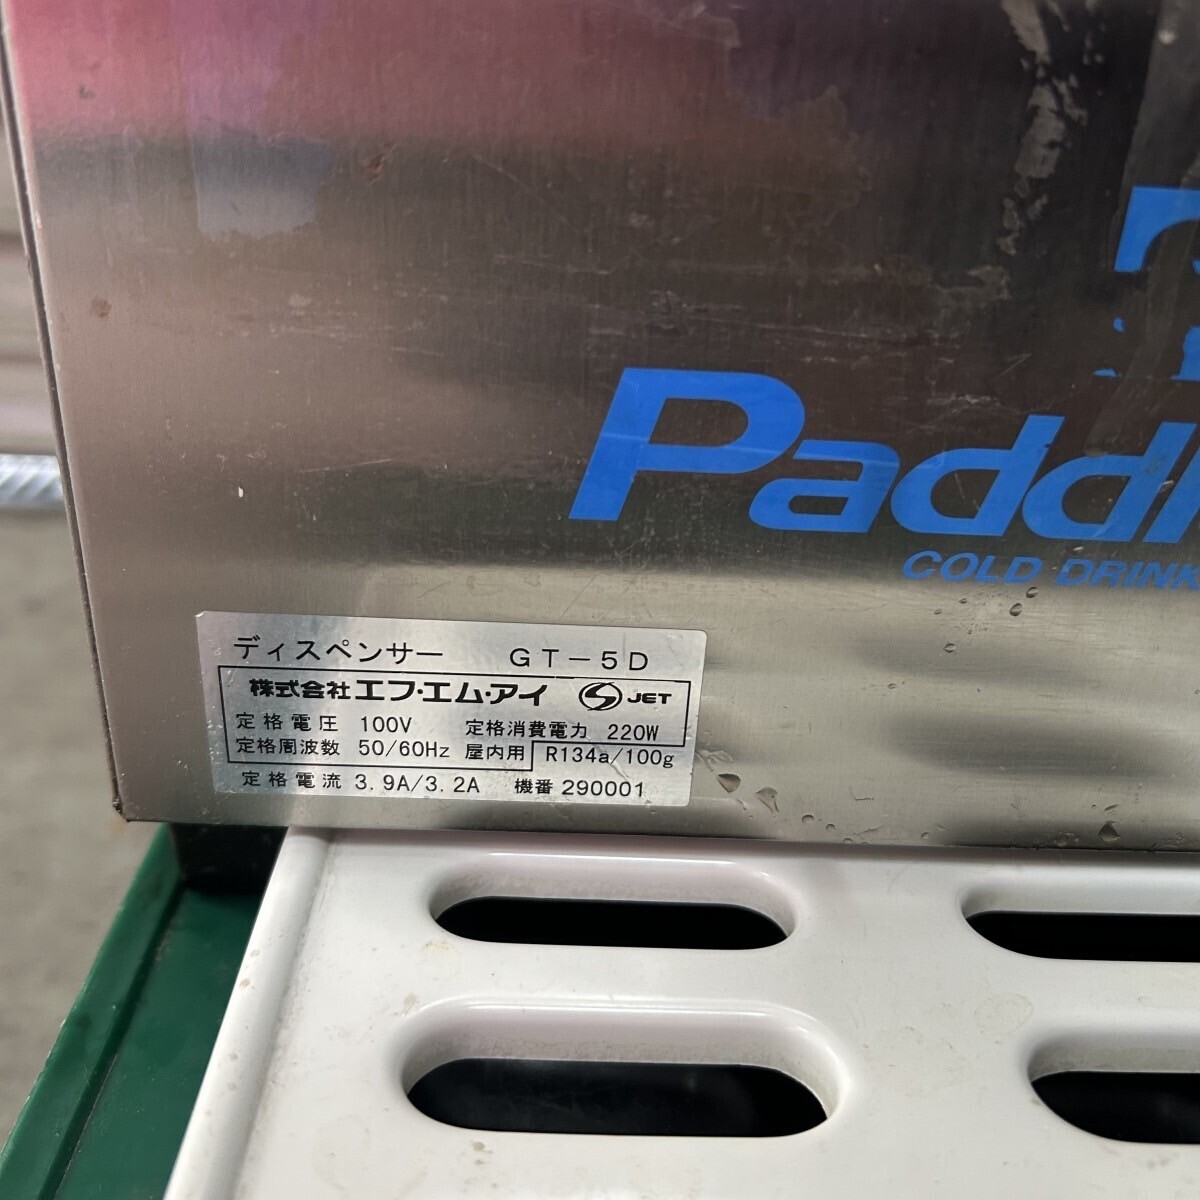 Paddl
COLD DRINK
ディスペンサー GT-5D
株式会社エフ・エム・アイ S JET
定格電圧 100V 定格消費電力 220W
定格周波数 50/60Hz 屋内用 R134a/100g
定格電流 3.9A/3.2A 機番 290001